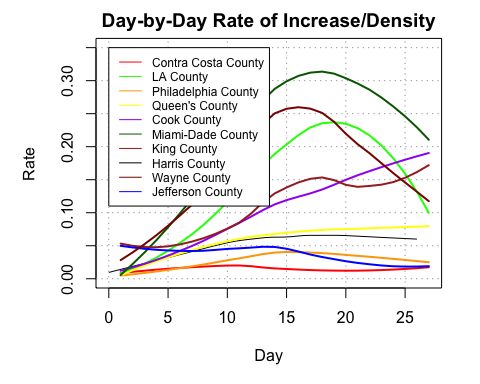 Day-by-Day Rate of Increase/Density
Contra Costa County
LA County
Philadelphia County
Queen's County
Cook County
Miami-Dade County
King County
Harris County
Wayne County
Jefferson County
Rate
0.30
0.20
0.10
0.00
0 5 10 15 20 25
Day